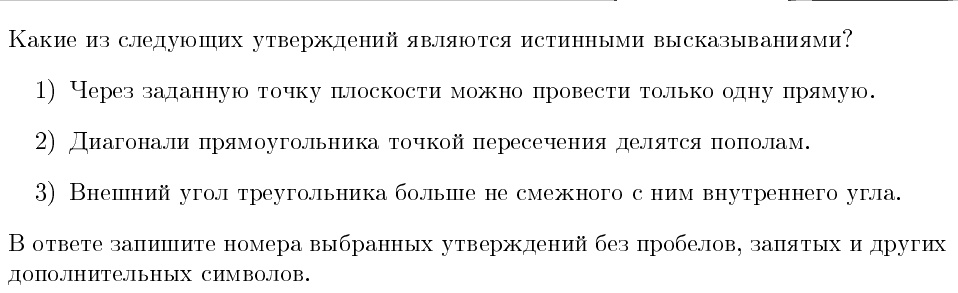 Какие из следующих утверждений являются истинными высказываниями?
1) Через заданную точку плоскости можно провести только одну прямую.
2) Диагонали прямоугольника точкой пересечения делятся пополам.
3) Внешний угол треугольника больше не смежного с ним внутреннего угла.
В ответе запишите номера выбранных утверждений без пробелов, запятых и других
дополнительных символов.